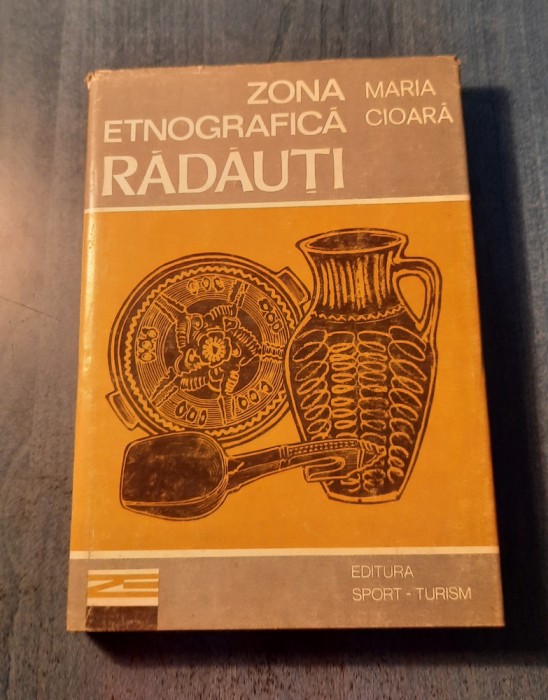 ZONA
ETNOGRAFICĂ
RĂDĂUȚI
MARIA
CIOARĂ
EDITURA
SPORT-TURISM